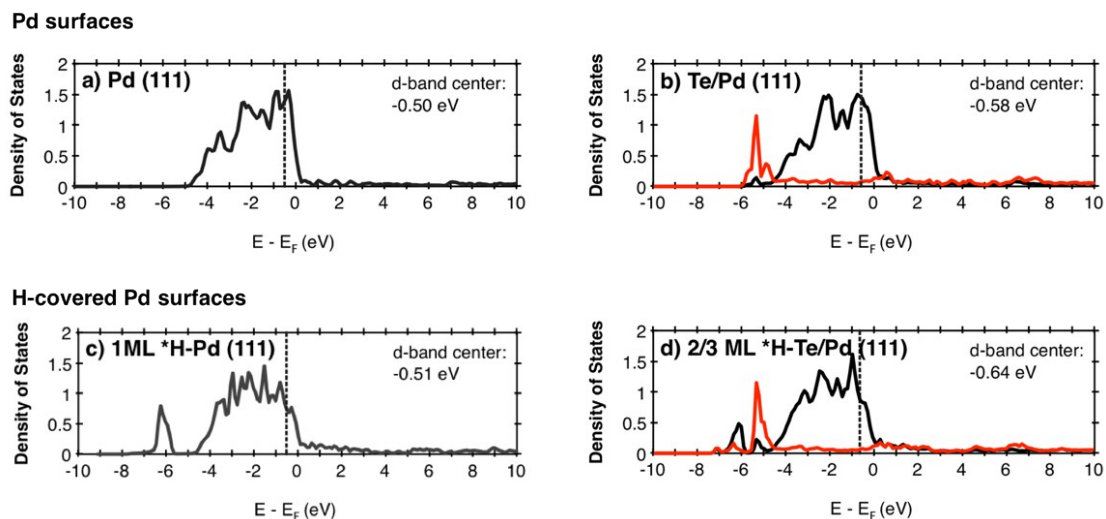 Pd surfaces
Density of States
2
1.5
1
0.5
0
a) Pd (111)
d-band center:
-0.50 eV
-10 -8 -6 -4 -2 0 2 4 6 8 10
E - EF (eV)
Density of States
2
1.5
1
0.5
0
b) Te/Pd (111)
d-band center:
-0.58 eV
-10 -8 -6 -4 -2 0 2 4 6 8 10
E - EF (eV)
H-covered Pd surfaces
Density of States
2
1.5
1
0.5
0
c) 1ML *H-Pd (111)
d-band center:
-0.51 eV
-10 -8 -6 -4 -2 0 2 4 6 8 10
E - EF (eV)
Density of States
2
1.5
1
0.5
0
d) 2/3 ML *H-Te/Pd (111)
d-band center:
-0.64 eV
-10 -8 -6 -4 -2 0 2 4 6 8 10
E - EF (eV)